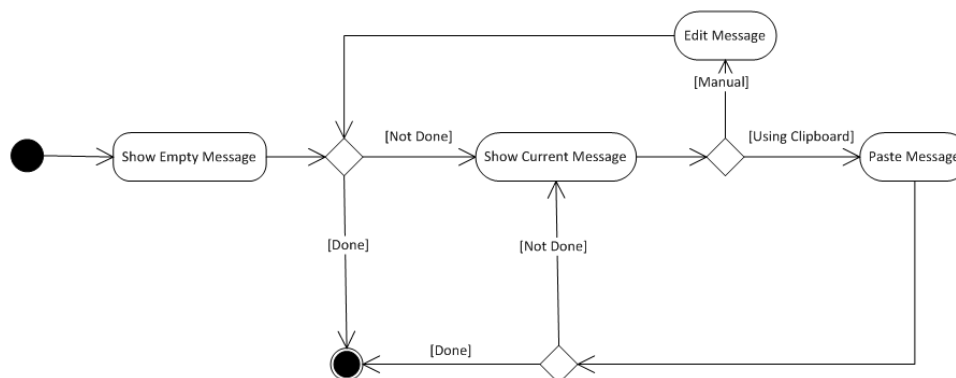 Edit Message
[Manual]
[Not Done]
[Using Clipboard]
Show Empty Message
Show Current Message
Paste Message
[Done]
[Not Done]
[Done]